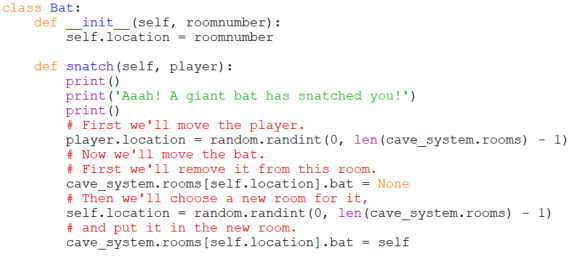 class Bat:
    def __init__(self, roomnumber):
        self.location = roomnumber

    def snatch(self, player):
        print()
        print('Aaah! A giant bat has snatched you!')
        print()
        # First we'll move the player.
        player.location = random.randint(0, len(cave_system.rooms) - 1)
        # Now we'll move the bat.
        # First we'll remove it from this room.
        cave_system.rooms[self.location].bat = None
        # Then we'll choose a new room for it,
        self.location = random.randint(0, len(cave_system.rooms) - 1)
        # and put it in the new room.
        cave_system.rooms[self.location].bat = self